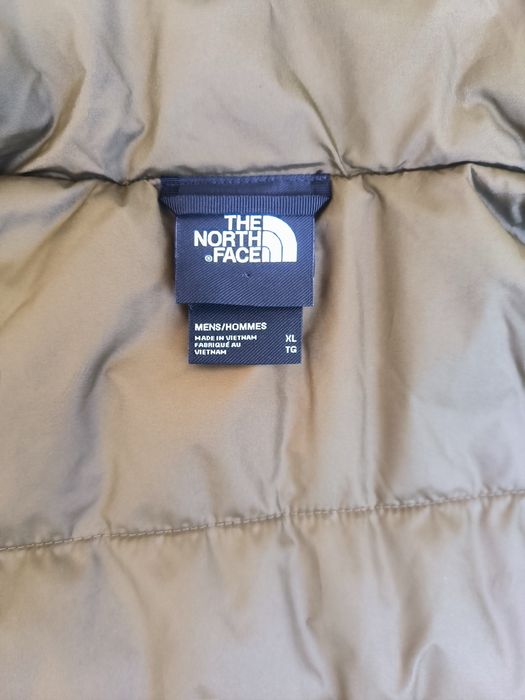 THE
NORTH
®FACE
MENS/HOMMES
MADE IN VIETNAM XL
FABRIQUÉ AU TG
VIETNAM